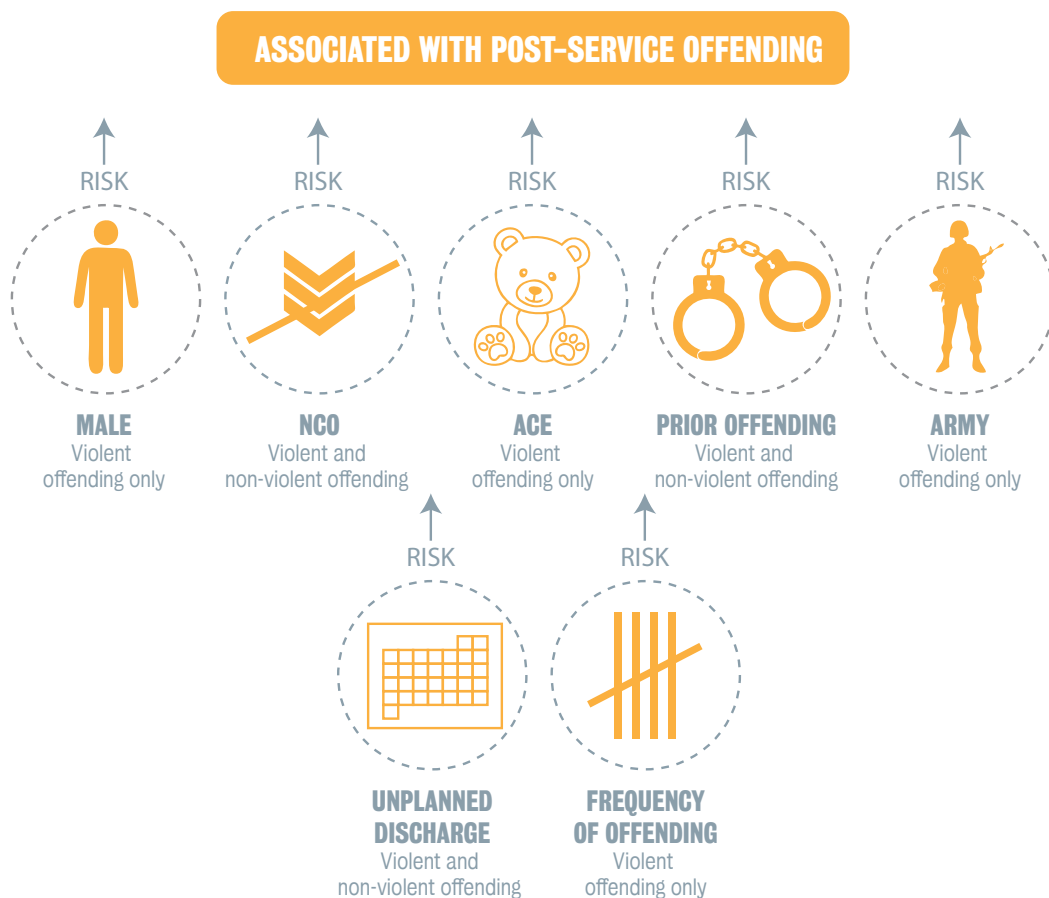 ASSOCIATED WITH POST-SERVICE OFFENDING
RISK
RISK
RISK
RISK
RISK
MALE
Violent
offending only
NCO
Violent and
non-violent offending
ACE
Violent
offending only
PRIOR OFFENDING
Violent and
non-violent offending
ARMY
Violent
offending only
RISK
RISK
UNPLANNED
DISCHARGE
Violent and
non-violent offending
FREQUENCY
OF OFFENDING
Violent
offending only